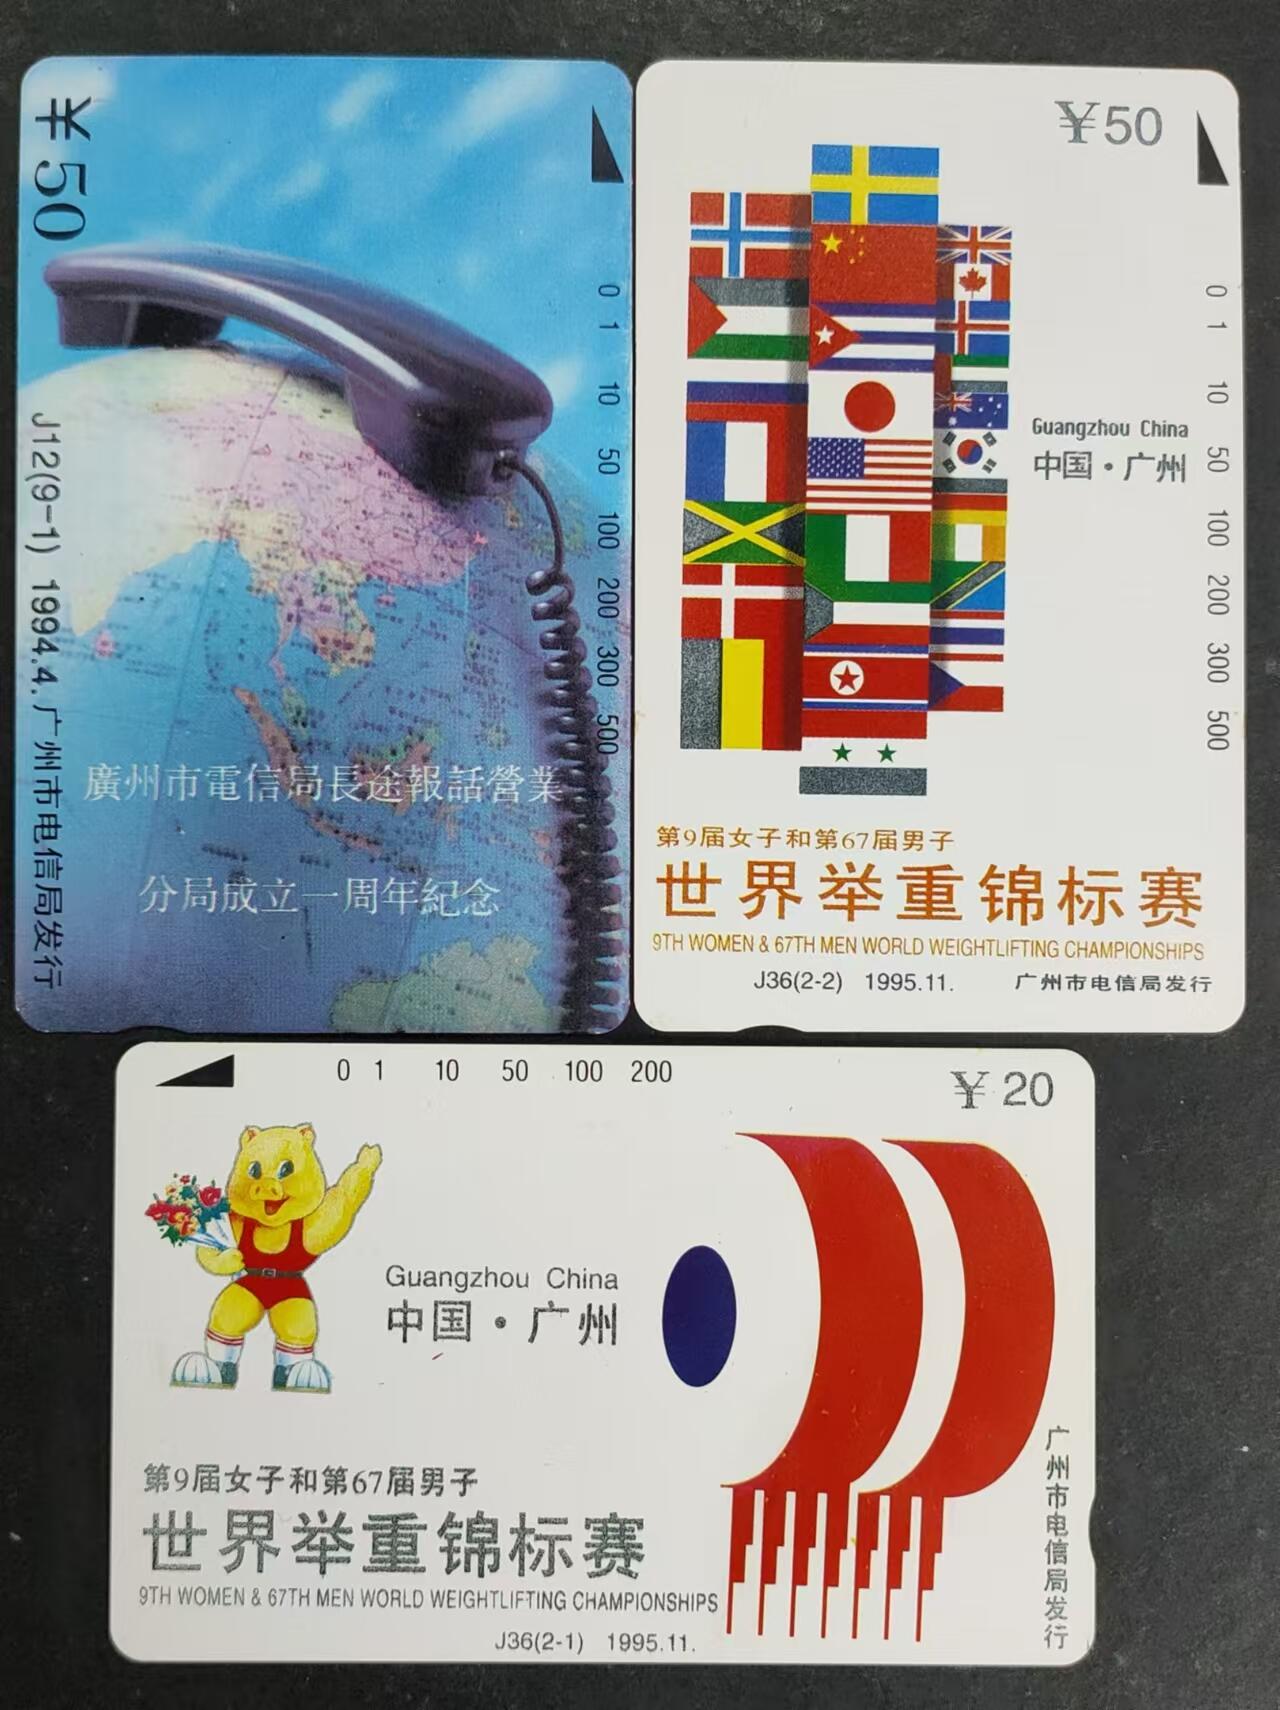 ¥50
0 1 10 50 100 200 300 500
廣州市電信局長途報話營業
分局成立一周年紀念
J12(9-1) 1994.4.广州市电信局发行
¥50
0 1 10 50 100 200 300 500
Guangzhou China
中国·广州
第9届女子和第67届男子
世界举重锦标赛
9TH WOMEN & 67TH MEN WORLD WEIGHTLIFTING CHAMPIONSHIPS
J36(2-2) 1995.11. 广州市电信局发行
0 1 10 50 100 200
¥20
Guangzhou China
中国·广州
第9届女子和第67届男子
世界举重锦标赛
9TH WOMEN & 67TH MEN WORLD WEIGHTLIFTING CHAMPIONSHIPS
J36(2-1) 1995.11.
广州市电信局发行